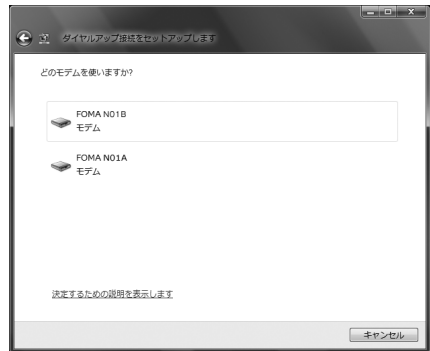 ダイヤルアップ接続をセットアップします
どのモデムを使いますか?
FOMA N01B
モデム
FOMA N01A
モデム
決定するための説明を表示します
キャンセル